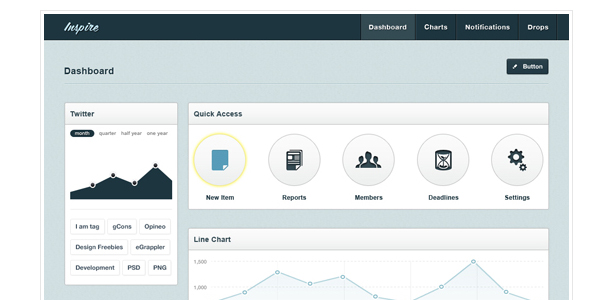 Inspire
Dashboard Charts Notifications Drops
Dashboard
Button
Twitter
month quarter half year one year
I am tag gCons Opineo
Design Freebies eGrappler
Development PSD PNG
Quick Access
New Item Reports Members Deadlines Settings
Line Chart
1,500
1,000